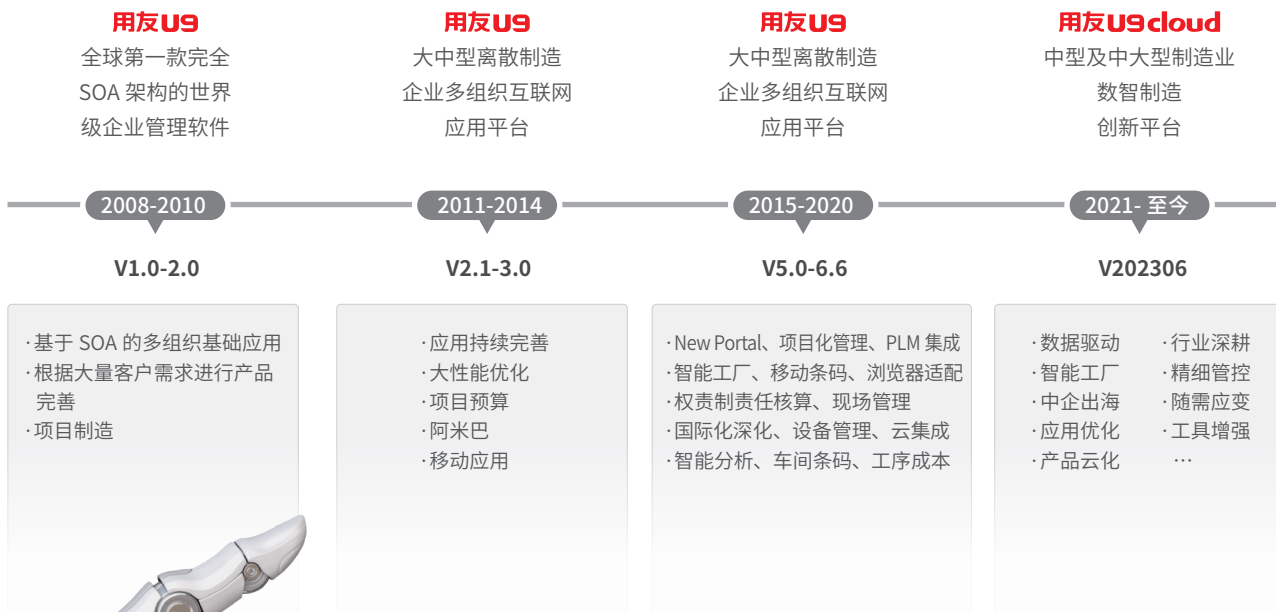 用友U9
全球第一款完全
SOA 架构的世界
级企业管理软件
2008-2010
V1.0-2.0
·基于 SOA 的多组织基础应用
·根据大量客户需求进行产品
完善
·项目制造
用友U9
大中型离散制造
企业多组织互联网
应用平台
2011-2014
V2.1-3.0
·应用持续完善
·大性能优化
·项目预算
·阿米巴
·移动应用
用友U9
大中型离散制造
企业多组织互联网
应用平台
2015-2020
V5.0-6.6
·New Portal、项目化管理、PLM 集成
·智能工厂、移动条码、浏览器适配
·权责制责任核算、现场管理
·国际化深化、设备管理、云集成
·智能分析、车间条码、工序成本
用友U9cloud
中型及中大型制造业
数智制造
创新平台
2021- 至今
V202306
·数据驱动
·智能工厂
·中企出海
·应用优化
·产品云化
·行业深耕
·精细管控
·随需应变
·工具增强
…